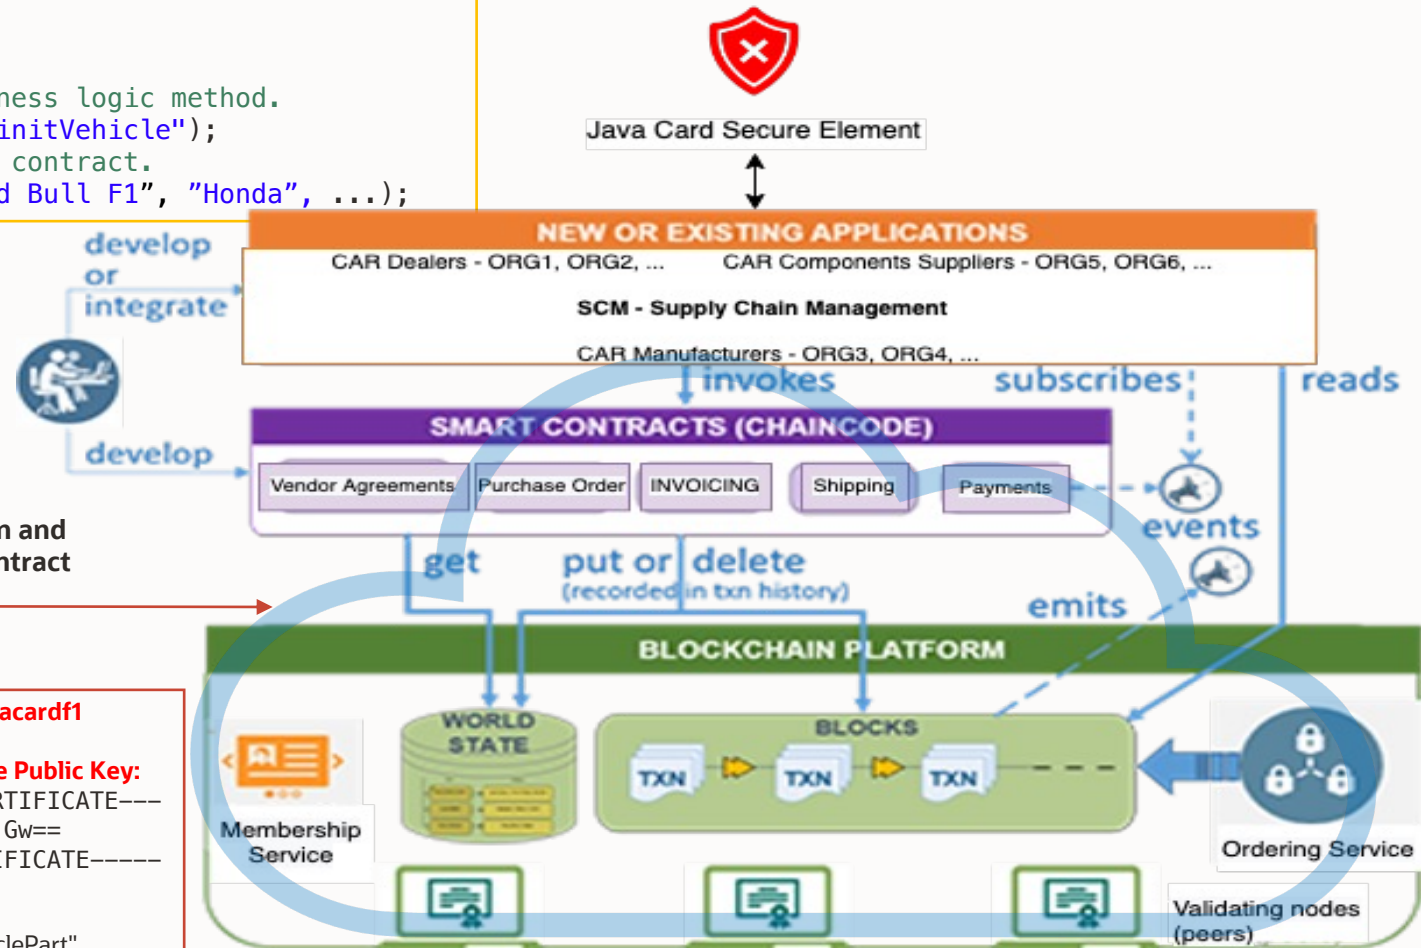 ness logic method.
initVehicle");
contract.
d Bull F1”, ”Honda”, ...);
Java Card Secure Element
develop
or
integrate
NEW OR EXISTING APPLICATIONS
CAR Dealers - ORG1, ORG2, ... CAR Components Suppliers - ORG5, ORG6, ...
SCM - Supply Chain Management
CAR Manufacturers - ORG3, ORG4, ...
invokes subscribes reads
SMART CONTRACTS (CHAINCODE)
develop
Vendor Agreements Purchase Order INVOICING Shipping Payments
n and
ntract
events
get put or delete
(recorded in txn history)
emits
BLOCKCHAIN PLATFORM
acardf1
e Public Key:
RTIFICATE---
Gw==
IFICATE-----
clePart"
WORLD
STATE
BLOCKS
TXN TXN TXN
Membership
Service
Ordering Service
Validating nodes
(peers)